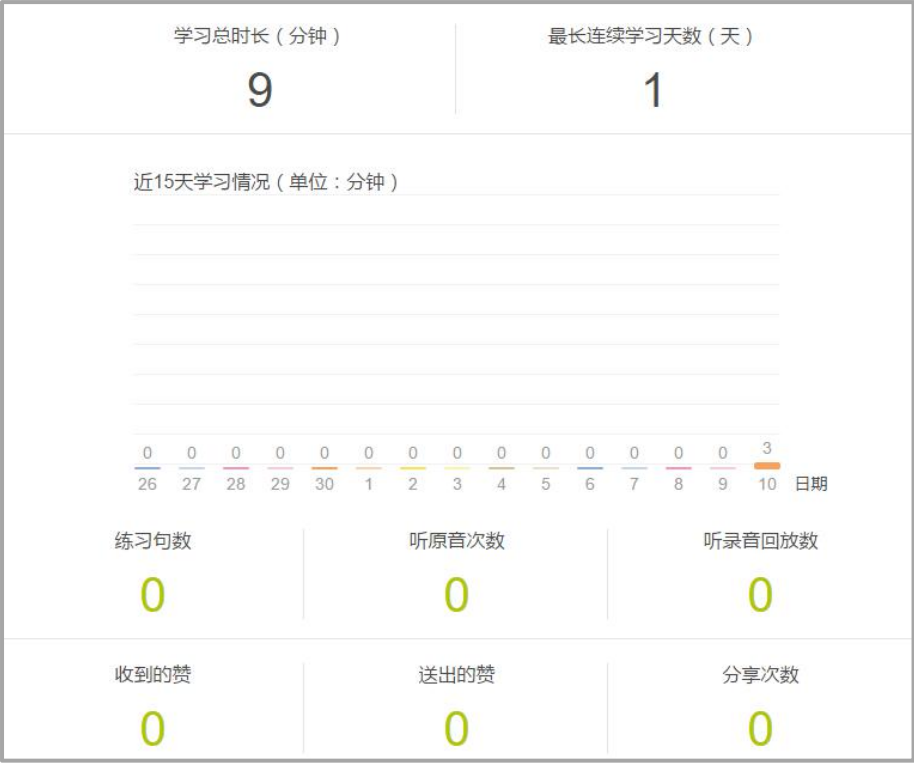 学习总时长（分钟） 最长连续学习天数（天）
9 1
近15天学习情况（单位：分钟）
0 0 0 0 0 0 0 0 0 0 0 0 0 0 3
26 27 28 29 30 1 2 3 4 5 6 7 8 9 10 日期
练习句数 听原音次数 听录音回放数
0 0 0
收到的赞 送出的赞 分享次数
0 0 0